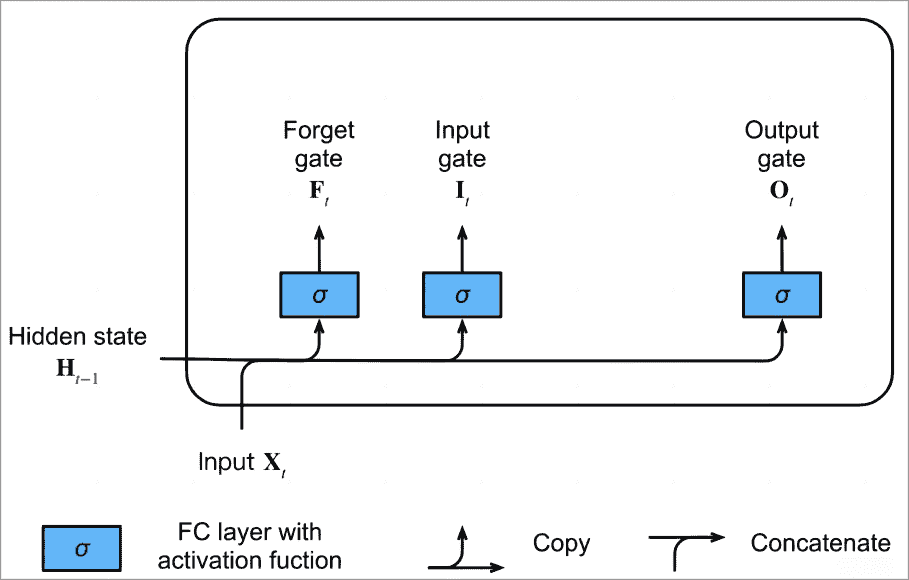 Forget
gate
Fₜ
Input
gate
Iₜ
Output
gate
Oₜ
σ
σ
σ
Hidden state
Hₜ₋₁
Input Xₜ
σ
FC layer with
activation fuction
Copy
Concatenate